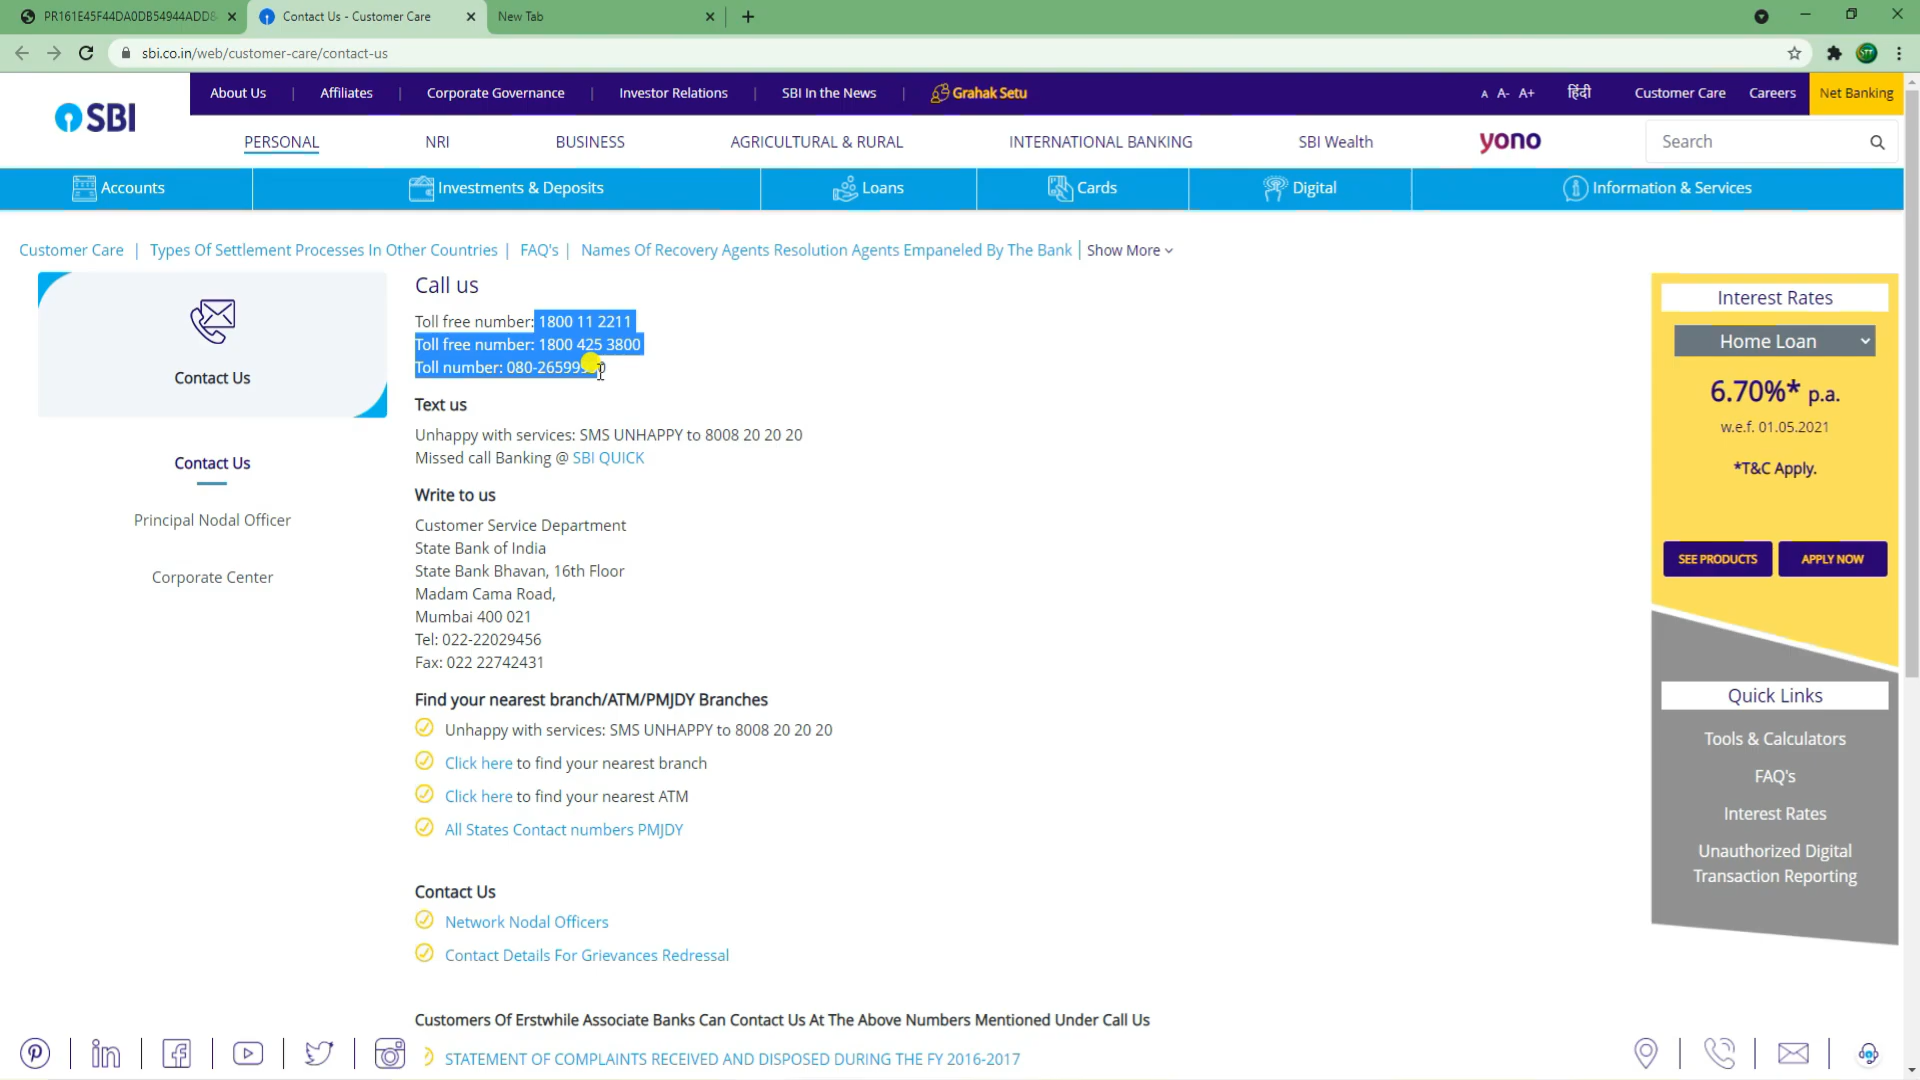 PR161E45F44DA0DB54944ADD8
Contact Us - Customer Care
New Tab
sbi.co.in/web/customer-care/contact-us
About Us | Affiliates | Corporate Governance | Investor Relations | SBI In the News | Grahak Setu
A A- A+ हिंदी Customer Care Careers Net Banking
SBI
PERSONAL NRI BUSINESS AGRICULTURAL & RURAL INTERNATIONAL BANKING SBI Wealth yono Search
Accounts Investments & Deposits Loans Cards Digital Information & Services
Customer Care | Types Of Settlement Processes In Other Countries | FAQ's | Names Of Recovery Agents Resolution Agents Empaneled By The Bank | Show More
Contact Us
Contact Us
Principal Nodal Officer
Corporate Center
Call us
Toll free number: 1800 11 2211
Toll free number: 1800 425 3800
Toll number:
Text us
Unhappy with services: SMS UNHAPPY to 8008 20 20 20
Missed call Banking @ SBI QUICK
Write to us
Customer Service Department
State Bank of India
State Bank Bhavan, 16th Floor
Madam Cama Road,
Mumbai 400 021
Tel: 022-22029456
Fax: 022 22742431
Find your nearest branch/ATM/PMJDY Branches
Unhappy with services: SMS UNHAPPY to 8008 20 20 20
Click here to find your nearest branch
Click here to find your nearest ATM
All States Contact numbers PMJDY
Contact Us
Network Nodal Officers
Contact Details For Grievances Redressal
Customers Of Erstwhile Associate Banks Can Contact Us At The Above Numbers Mentioned Under Call Us
STATEMENT OF COMPLAINTS RECEIVED AND DISPOSED DURING THE FY 2016-2017
Interest Rates
Home Loan
6.70%* p.a.
w.e.f. 01.05.2021
*T&C Apply.
SEE PRODUCTS APPLY NOW
Quick Links
Tools & Calculators
FAQ's
Interest Rates
Unauthorized Digital
Transaction Reporting